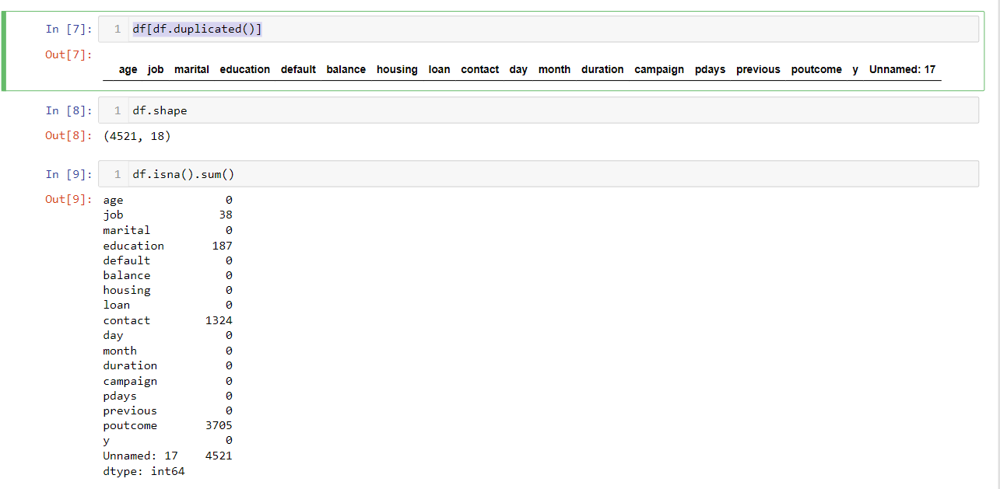 In [7]: 1 df[df.duplicated()]
Out[7]:
age job marital education default balance housing loan contact day month duration campaign pdays previous poutcome y Unnamed: 17
In [8]: 1 df.shape
Out[8]: (4521, 18)
In [9]: 1 df.isna().sum()
Out[9]: age 0
job 38
marital 0
education 187
default 0
balance 0
housing 0
loan 0
contact 1324
day 0
month 0
duration 0
campaign 0
pdays 0
previous 0
poutcome 3705
y 0
Unnamed: 17 4521
dtype: int64